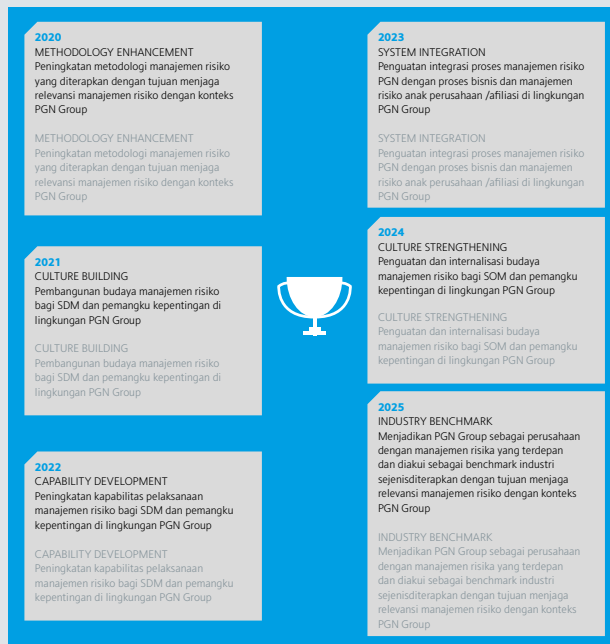 2020
METHODOLOGY ENHANCEMENT
Peningkatan metodologi manajemen risiko
yang diterapkan dengan tujuan menjaga
relevansi manajemen risiko dengan konteks
PGN Group
METHODOLOGY ENHANCEMENT
Peningkatan metodologi manajemen risiko
yang diterapkan dengan tujuan menjaga
relevansi manajemen risiko dengan konteks
PGN Group
2021
CULTURE BUILDING
Pembangunan budaya manajemen risiko
bagi SDM dan pemangku kepentingan di
lingkungan PGN Group
CULTURE BUILDING
Pembangunan budaya manajemen risiko
bagi SDM dan pemangku kepentingan di
lingkungan PGN Group
2022
CAPABILITY DEVELOPMENT
Peningkatan kapabilitas pelaksanaan
manajemen risiko bagi SDM dan pemangku
kepentingan di lingkungan PGN Group
CAPABILITY DEVELOPMENT
Peningkatan kapabilitas pelaksanaan
manajemen risiko bagi SDM dan pemangku
kepentingan di lingkungan PGN Group
2023
SYSTEM INTEGRATION
Penguatan integrasi proses manajemen risiko
PGN dengan proses bisnis dan manajemen
risiko anak perusahaan /afiliasi di lingkungan
PGN Group
SYSTEM INTEGRATION
Penguatan integrasi proses manajemen risiko
PGN dengan proses bisnis dan manajemen
risiko anak perusahaan /afiliasi di lingkungan
PGN Group
2024
CULTURE STRENGTHENING
Penguatan dan internalisasi budaya
manajemen risiko bagi SOM dan pemangku
kepentingan di lingkungan PGN Group
CULTURE STRENGTHENING
Penguatan dan internalisasi budaya
manajemen risiko bagi SOM dan pemangku
kepentingan di lingkungan PGN Group
2025
INDUSTRY BENCHMARK
Menjadikan PGN Group sebagai perusahaan
dengan manajemen risika yang terdepan
dan diakui sebagai benchmark industri
sejenisditerapkan dengan tujuan menjaga
relevansi manajemen risiko dengan konteks
PGN Group
INDUSTRY BENCHMARK
Menjadikan PGN Group sebagai perusahaan
dengan manajemen risika yang terdepan
dan diakui sebagai benchmark industri
sejenisditerapkan dengan tujuan menjaga
relevansi manajemen risiko dengan konteks
PGN Group